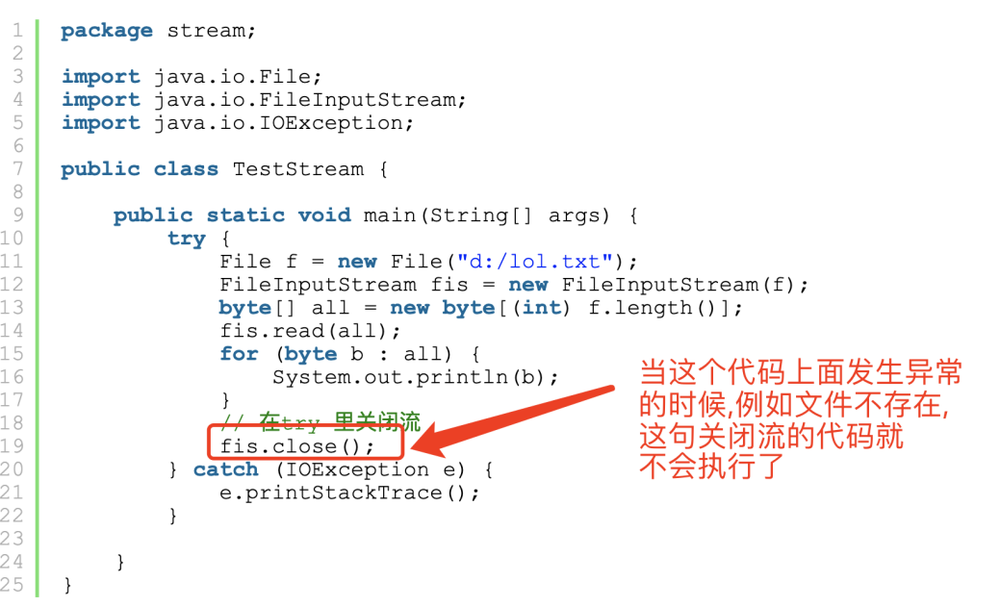 1 package stream;
2
3 import java.io.File;
4 import java.io.FileInputStream;
5 import java.io.IOException;
6
7 public class TestStream {
8
9 public static void main(String[] args) {
10 try {
11 File f = new File("d:/lol.txt");
12 FileInputStream fis = new FileInputStream(f);
13 byte[] all = new byte[(int) f.length()];
14 fis.read(all);
15 for (byte b : all) {
16 System.out.println(b);
17 }
18 // 在try 里关闭流
19 fis.close();
20 } catch (IOException e) {
21 e.printStackTrace();
22 }
23
24 }
25 }
当这个代码上面发生异常
的时候,例如文件不存在,
这句关闭流的代码就
不会执行了